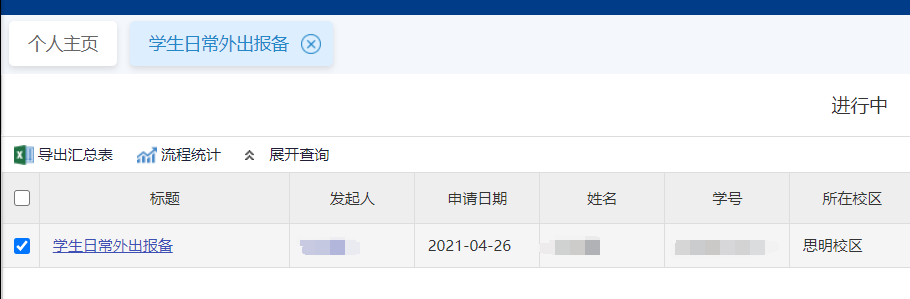 个人主页 学生日常外出报备
进行中
导出汇总表 流程统计 展开查询
标题 发起人 申请日期 姓名 学号 所在校区
学生日常外出报备 2021-04-26 思明校区